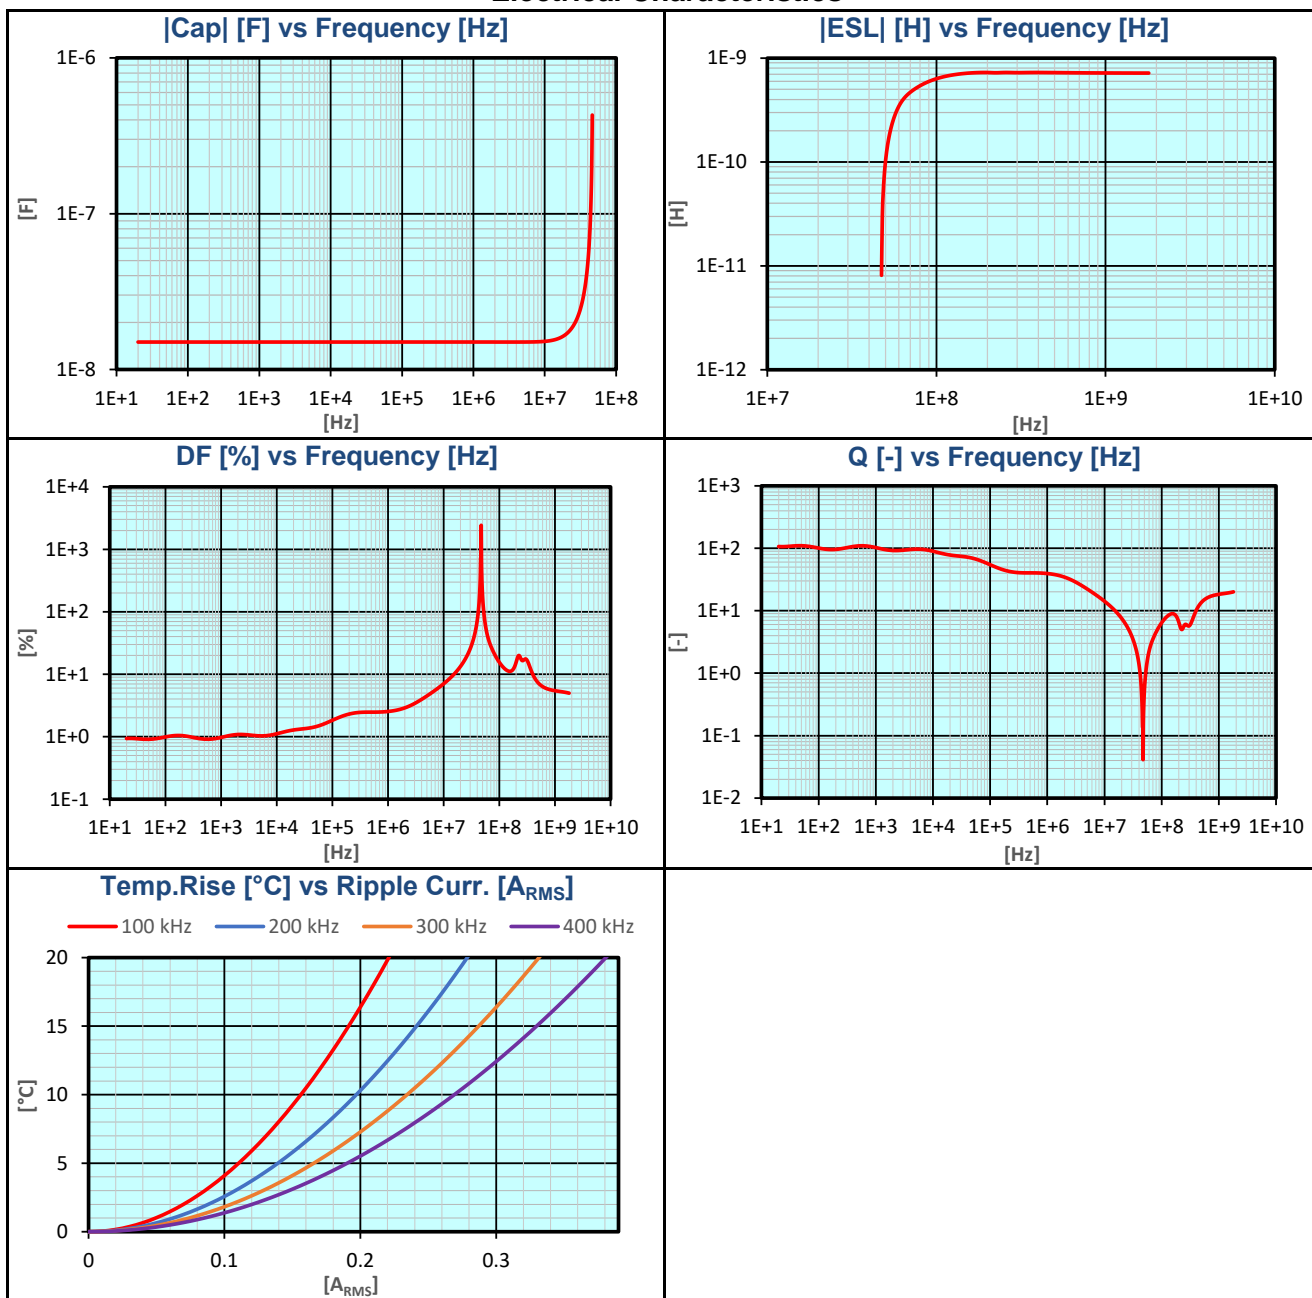 |Cap| [F] vs Frequency [Hz]
1E-6
1E-7
1E-8
[F]
1E+1 1E+2 1E+3 1E+4 1E+5 1E+6 1E+7 1E+8
[Hz]
|ESL| [H] vs Frequency [Hz]
1E-9
1E-10
1E-11
1E-12
[H]
1E+7 1E+8 1E+9 1E+10
[Hz]
DF [%] vs Frequency [Hz]
1E+4
1E+3
1E+2
1E+1
1E+0
1E-1
[%]
1E+1 1E+2 1E+3 1E+4 1E+5 1E+6 1E+7 1E+8 1E+9 1E+10
[Hz]
Q [-] vs Frequency [Hz]
1E+3
1E+2
1E+1
1E+0
1E-1
1E-2
[-]
1E+1 1E+2 1E+3 1E+4 1E+5 1E+6 1E+7 1E+8 1E+9 1E+10
[Hz]
Temp.Rise [°C] vs Ripple Curr. [ARMS]
100 kHz 200 kHz 300 kHz 400 kHz
20
15
10
5
0
[°C]
0 0.1 0.2 0.3
[ARMS]